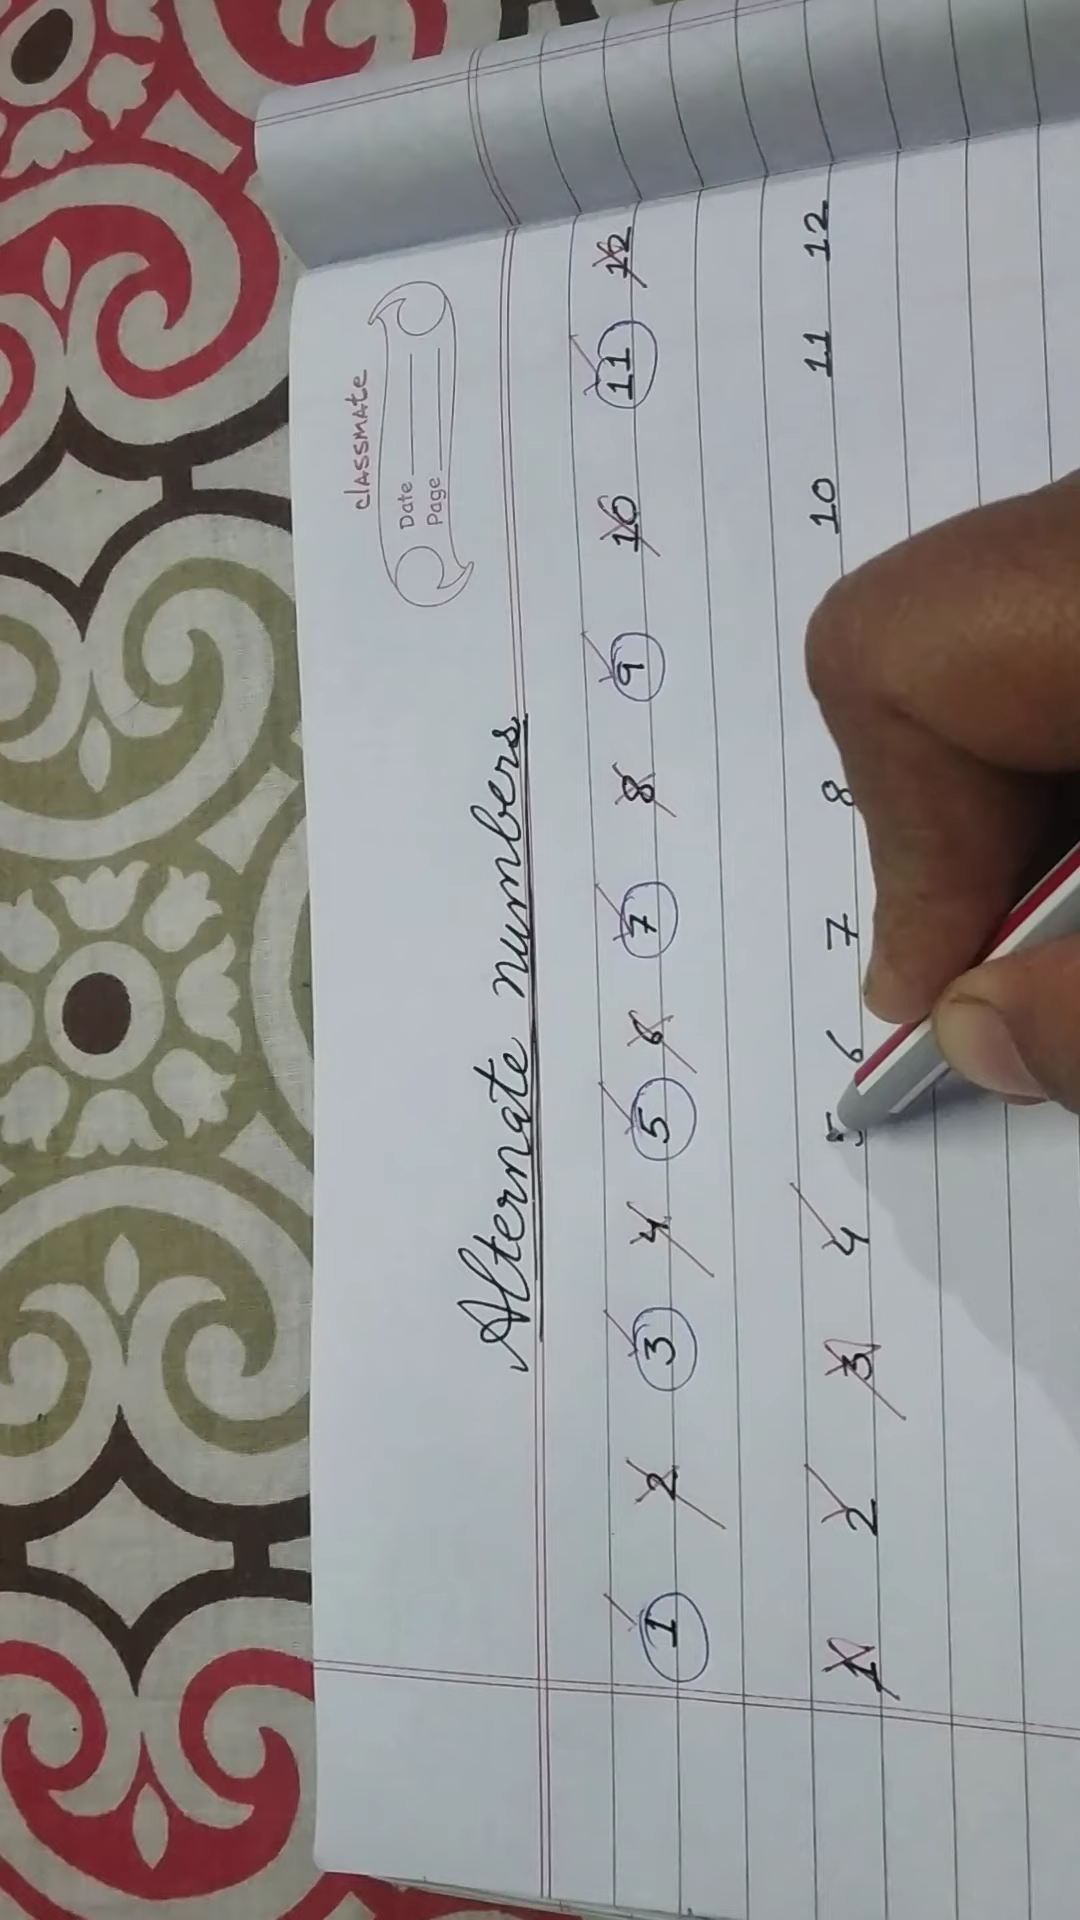 classmate
Date
Page
Alternate numbers
1 2 3 4 5 6 7 8 9 10 11 12
1 2 3 4 5 6 7 8 10 11 12